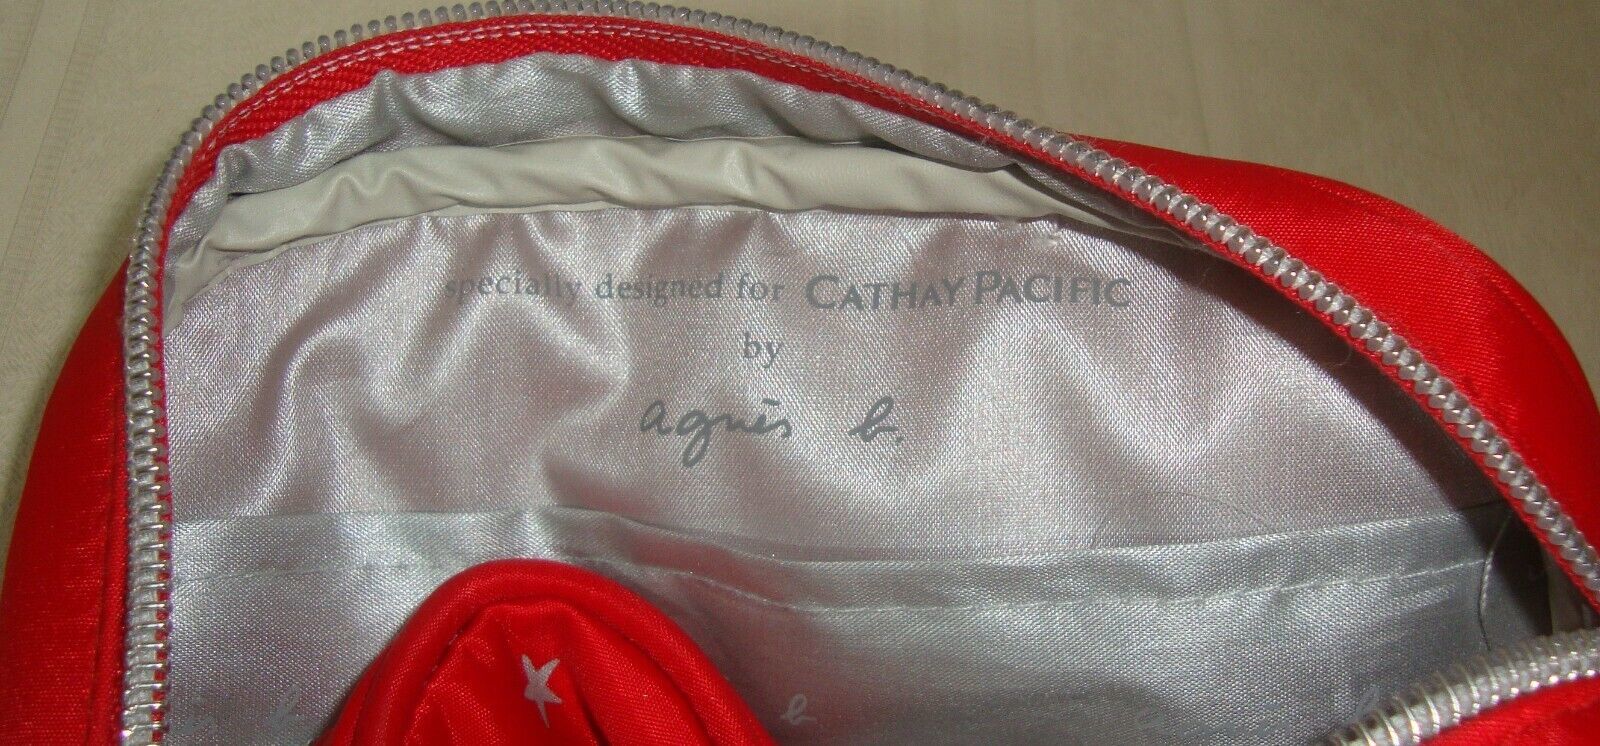 specially designed for CATHAY PACIFIC
by
agnès b.
b
b